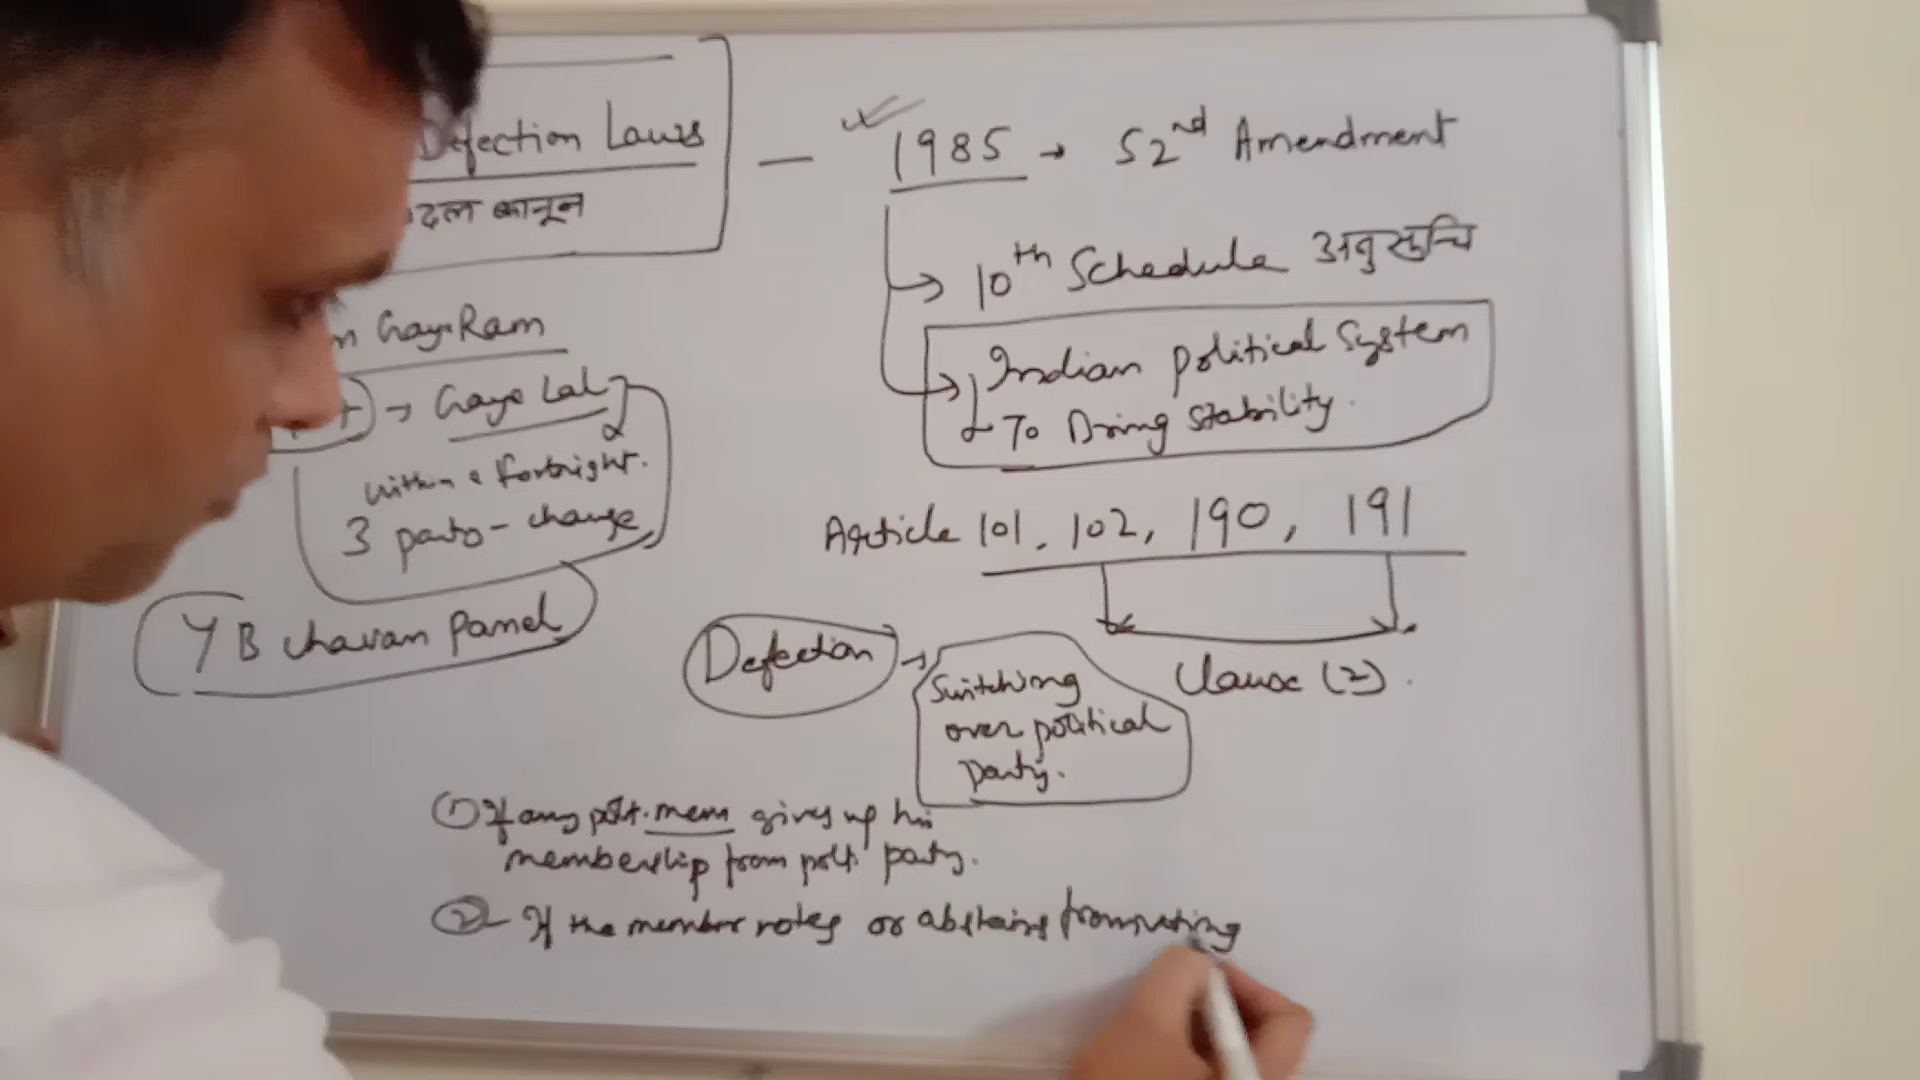 Defection Laws
दल कानून
Gaya Ram
→ Gaya Lal
within a fortnight.
3 party - change
Y B Chavan Panel
— 1985 → 52nd Amendment
→ 10th Schedule अनुसुचि
→ Indian Political System
To Bring Stability.
Article 101, 102, 190, 191
Clause (2).
Defection →
Switching
over political
party.
① If any polt. mem gives up his
membership from polt party.
② If the member votes or abstains from voting